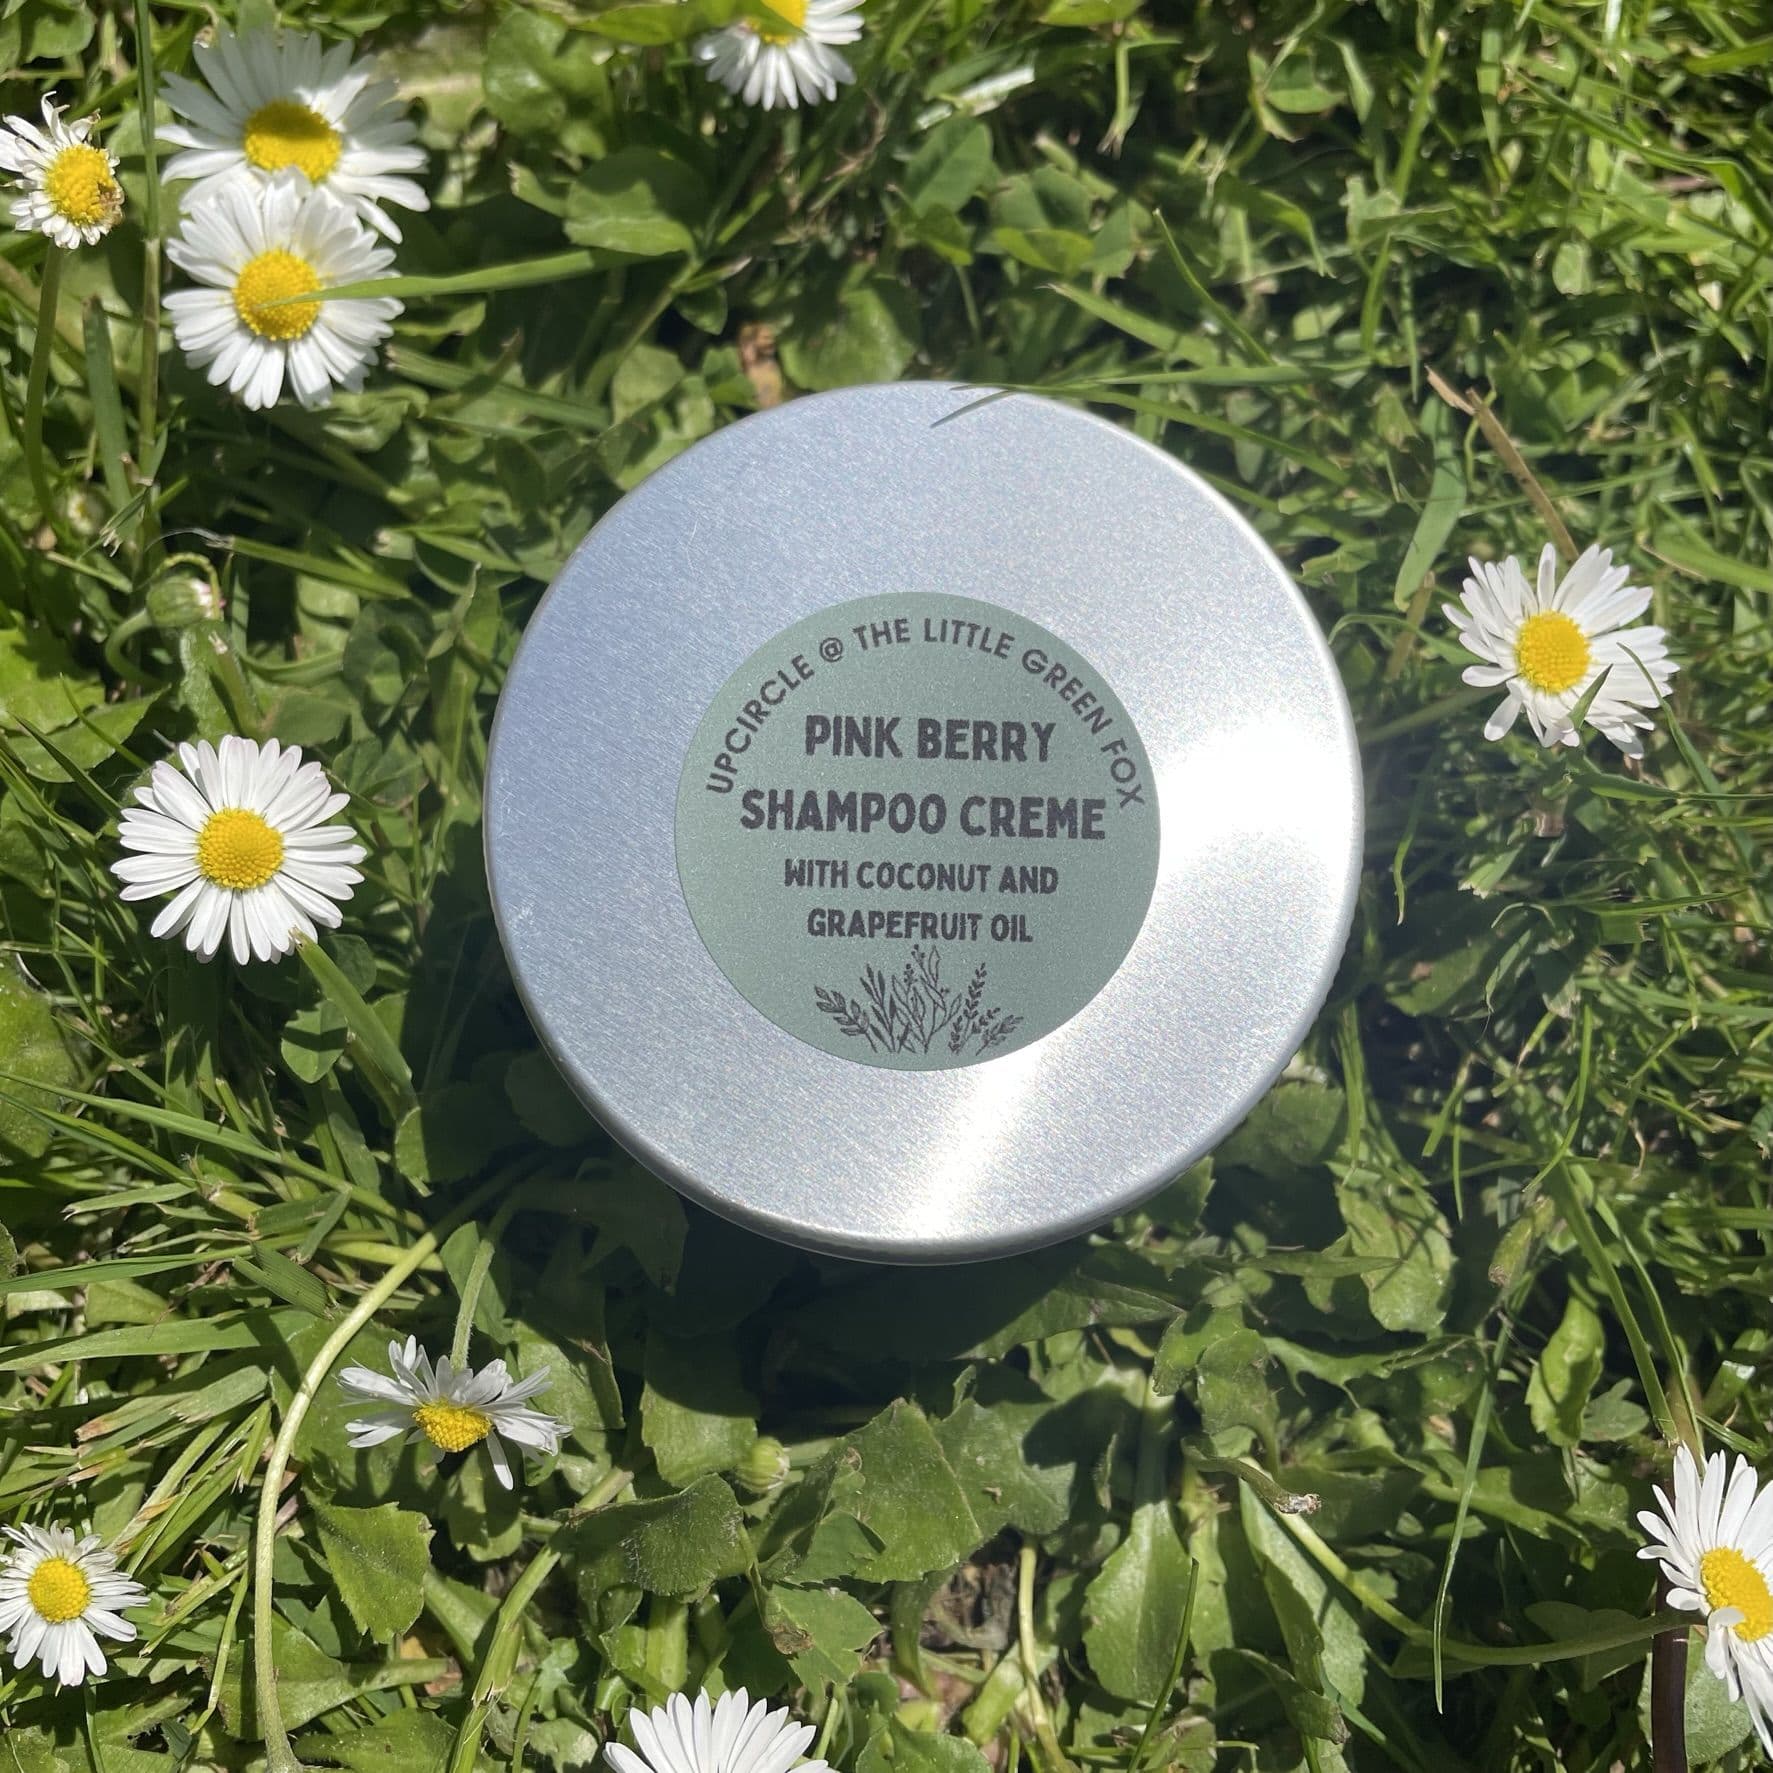 UPCIRCLE @ THE LITTLE GREEN FOX
PINK BERRY
SHAMPOO CREME
WITH COCONUT AND
GRAPEFRUIT OIL